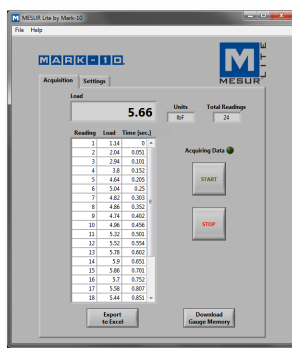 MESUR Lite by Mark-10
File Help
MARK-10
M
MESUR
LITE
Acquisition Settings
Load
5.66
Units
lbF
Total Readings
24
Reading Load Time [sec.]
1 1.14 0
2 2.04 0.051
3 2.94 0.101
4 3.8 0.152
5 4.64 0.205
6 5.04 0.25
7 4.82 0.303
8 4.86 0.352
9 4.74 0.402
10 4.96 0.456
11 5.32 0.501
12 5.52 0.554
13 5.78 0.602
14 5.9 0.651
15 5.86 0.701
16 5.7 0.752
17 5.58 0.807
18 5.44 0.851
Acquiring Data
START
STOP
Export
to Excel
Download
Gauge Memory